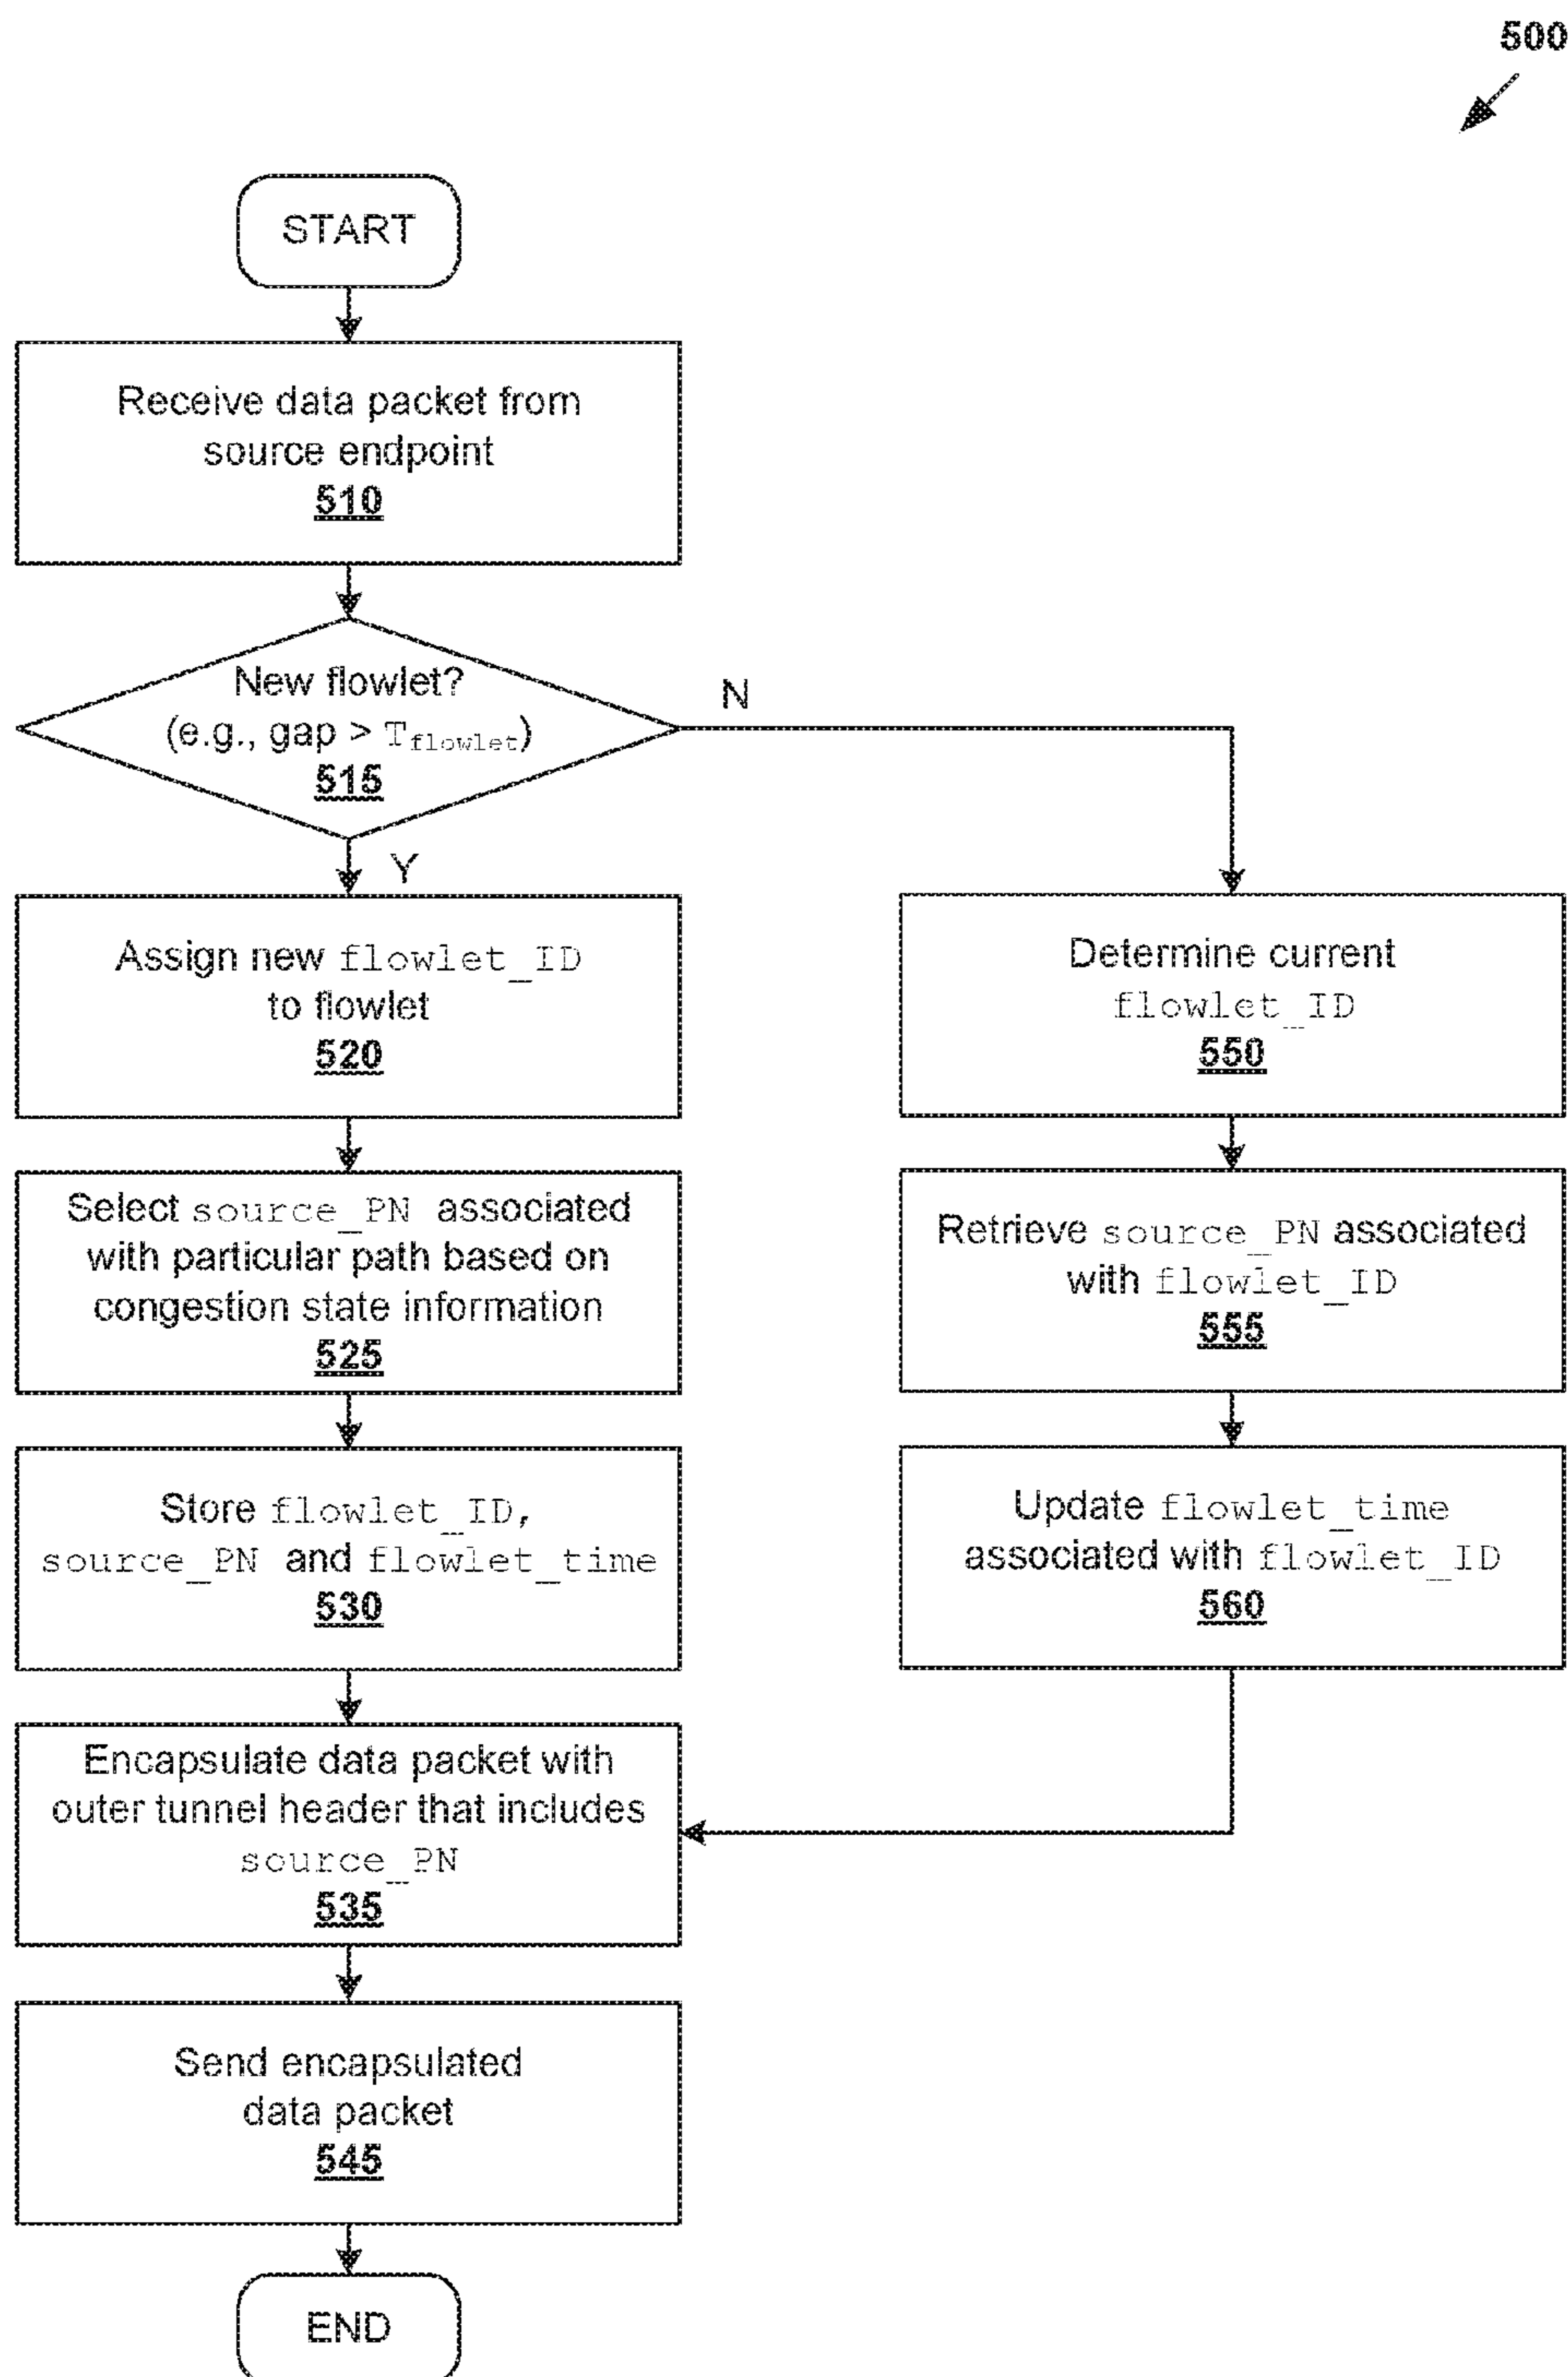 500
START
Receive data packet from
source endpoint
510
New flowlet?
(e.g., gap > Tflowlet)
515
N
Y
Assign new flowlet_ID
to flowlet
520
Determine current
flowlet_ID
550
Select source_PN associated
with particular path based on
congestion state information
525
Retrieve source_PN associated
with flowlet_ID
555
Store flowlet_ID,
source_PN and flowlet_time
530
Update flowlet_time
associated with flowlet_ID
560
Encapsulate data packet with
outer tunnel header that includes
source_PN
535
Send encapsulated
data packet
545
END